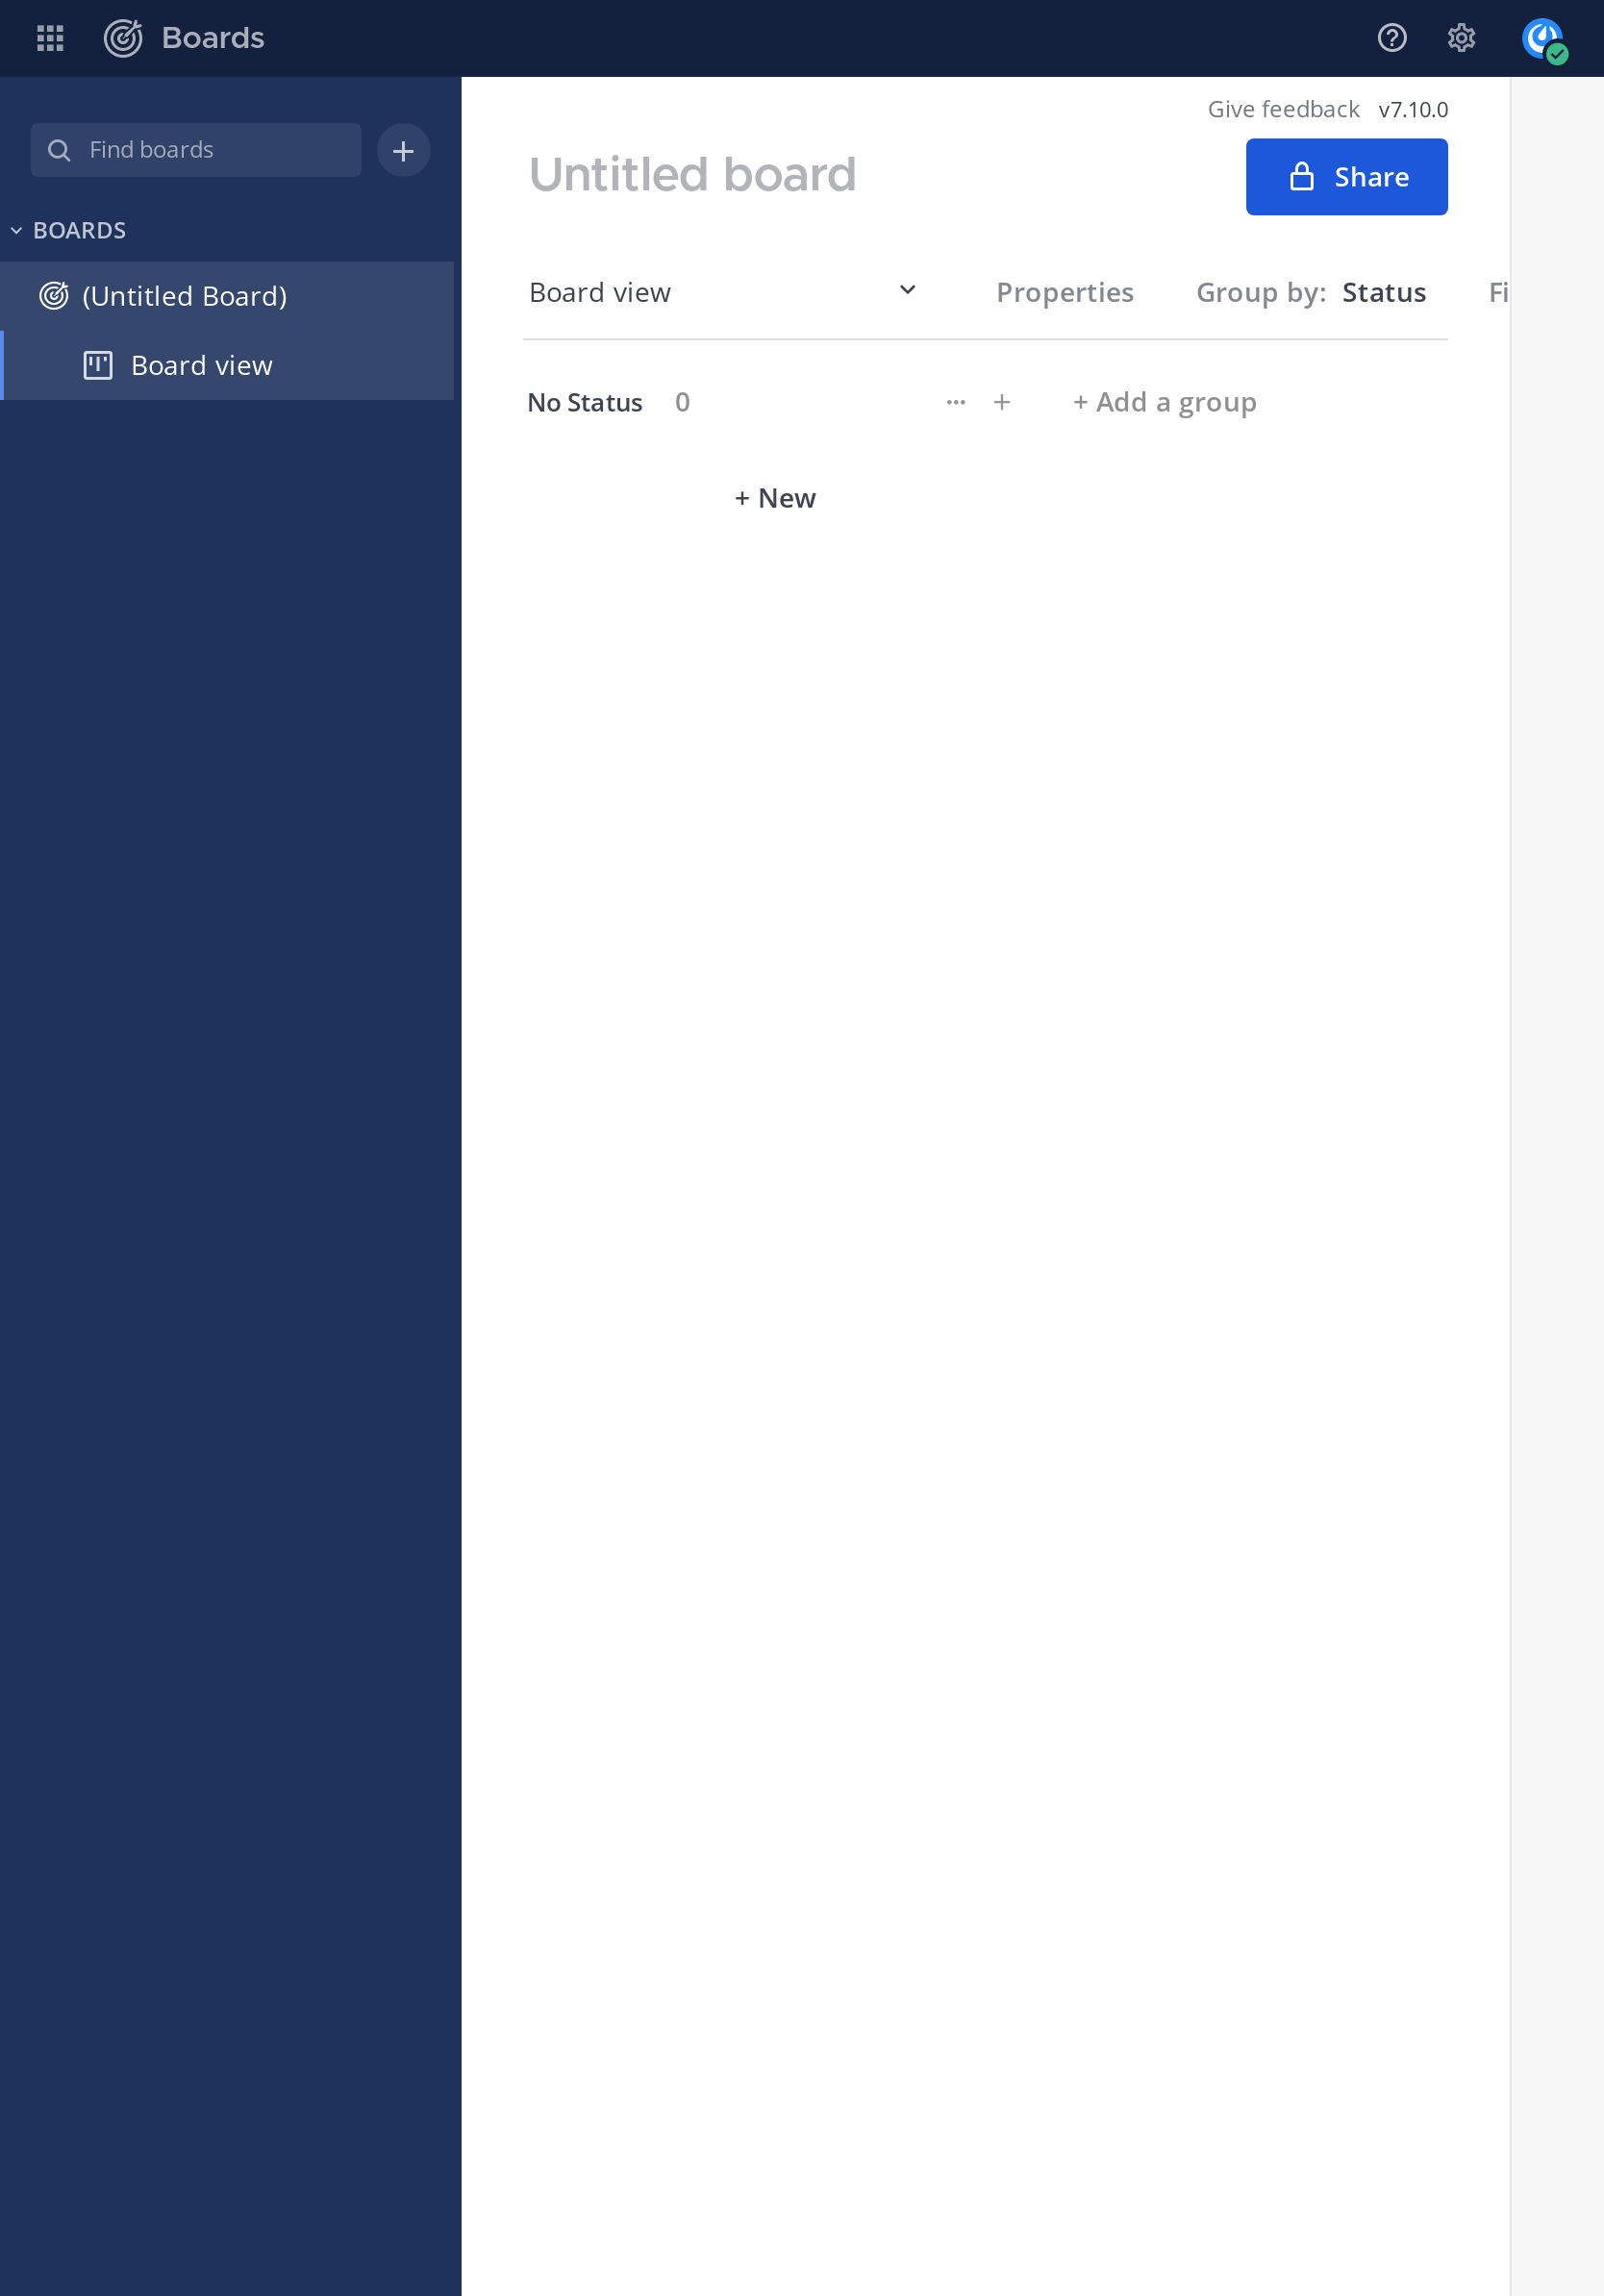 Boards
Find boards
BOARDS
(Untitled Board)
Board view
Give feedback v7.10.0
Untitled board
Share
Board view Properties Group by: Status Fi
No Status 0 + Add a group
+ New